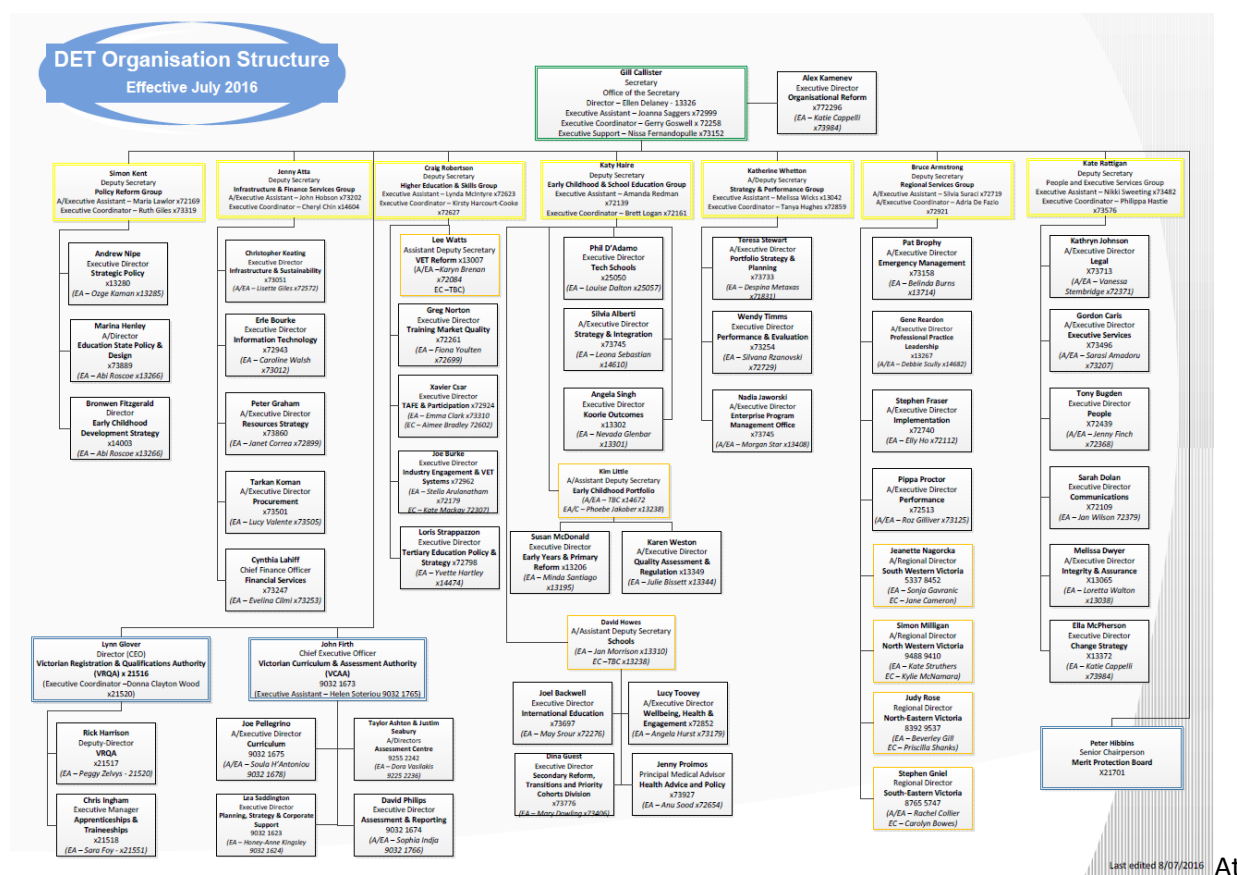 DET Organisation Structure
Effective July 2016
Gill Callister
Secretary
Office of the Secretary
Director – Ellen Delaney - 13326
Executive Assistant – Joanna Saggers x72999
Executive Coordinator – Gerry Goswell x 72258
Executive Support – Nissa Fernandopulle x73152
Alex Kamenev
Executive Director
Organisational Reform
x772296
(EA – Katie Cappelli
x73984)
Simon Kent
Deputy Secretary
Policy Reform Group
A/Executive Assistant – Maria Lawlor x72169
Executive Coordinator – Ruth Giles x73319
Jenny Atta
Deputy Secretary
Infrastructure & Finance Services Group
A/Executive Assistant – John Hobson x73202
Executive Coordinator – Cheryl Chin x14604
Craig Robertson
Deputy Secretary
Higher Education & Skills Group
Executive Assistant – Lynda McIntyre x72623
Executive Coordinator – Kirsty Harcourt-Cooke
x72627
Katy Haire
Deputy Secretary
Early Childhood & School Education Group
Executive Assistant – Amanda Redman
x72139
Executive Coordinator – Brett Logan x72161
Katherine Whetton
A/Deputy Secretary
Strategy & Performance Group
Executive Assistant – Melissa Wicks x13042
Executive Coordinator – Tanya Hughes x72859
Bruce Armstrong
Deputy Secretary
Regional Services Group
A/Executive Assistant – Silvia Suraci x72719
A/Executive Coordinator – Adria De Fazio
x72921
Kate Rattigan
Deputy Secretary
People and Executive Services Group
Executive Assistant – Nikki Sweeting x73482
Executive Coordinator – Philippa Hastie
x73576
Andrew Nipe
Executive Director
Strategic Policy
x13280
(EA – Ozge Kaman x13285)
Marina Henley
A/Director
Education State Policy &
Design
x73889
(EA – Abi Roscoe x13266)
Bronwen Fitzgerald
Director
Early Childhood
Development Strategy
x14003
(EA – Abi Roscoe x13266)
Christopher Keating
Executive Director
Infrastructure & Sustainability
x73051
(A/EA – Lisette Giles x72572)
Erle Bourke
Executive Director
Information Technology
x72943
(EA – Caroline Walsh
x73012)
Peter Graham
A/Executive Director
Resources Strategy
x73860
(EA – Janet Correa x72899)
Tarkan Koman
A/Executive Director
Procurement
x73501
(EA – Lucy Valente x73505)
Cynthia Lahiff
Chief Finance Officer
Financial Services
x73247
(EA – Evelina Cilmi x73253)
Lee Watts
Assistant Deputy Secretary
VET Reform x13007
(A/EA –Karyn Brenan
x72084
EC –TBC)
Greg Norton
Executive Director
Training Market Quality
x72261
(EA – Fiona Youlten
x72699)
Xavier Csar
Executive Director
TAFE & Participation x72924
(EA – Emma Clark x73310
(EC – Aimee Bradley 72602)
Joe Burke
Executive Director
Industry Engagement & VET
Systems x72962
(EA – Stella Arulanatham
x72179
EC – Kate Mackay 72307)
Loris Strappazzon
Executive Director
Tertiary Education Policy &
Strategy x72798
(EA – Yvette Hartley
x14474)
Phil D'Adamo
Executive Director
Tech Schools
x25050
(EA – Louise Dalton x25057)
Silvia Alberti
A/Executive Director
Strategy & Integration
x73745
(EA – Leona Sebastian
x14610)
Angela Singh
Executive Director
Koorie Outcomes
x13302
(EA – Nevada Glenbar
x13301)
Kim Little
A/Assistant Deputy Secretary
Early Childhood Portfolio
(A/EA – TBC x14672
EA/C – Phoebe Jakober x13238)
Susan McDonald
Executive Director
Early Years & Primary
Reform x13206
(EA – Minda Santiago
x13195)
Karen Weston
A/Executive Director
Quality Assessment &
Regulation x13349
(EA – Julie Bissett x13344)
David Howes
A/Assistant Deputy Secretary
Schools
(EA – Jan Morrison x13310)
EC –TBC x13238)
Joel Backwell
Executive Director
International Education
x73697
(EA – May Srour x72276)
Lucy Toovey
A/Executive Director
Wellbeing, Health &
Engagement x72852
(EA – Angela Hurst x73179)
Dina Guest
Executive Director
Secondary Reform,
Transitions and Priority
Cohorts Division
x73776
(EA – Mary Dowling x73406)
Jenny Proimos
Principal Medical Advisor
Health Advice and Policy
x73927
(EA – Anu Sood x72654)
Teresa Stewart
A/Executive Director
Portfolio Strategy &
Planning
x73733
(EA – Despina Metaxas
x71831)
Wendy Timms
Executive Director
Performance & Evaluation
x73254
(EA – Silvana Rzanovski
x72729)
Nadia Jaworski
A/Executive Director
Enterprise Program
Management Office
x73745
(A/EA – Morgan Star x13408)
Pat Brophy
A/Executive Director
Emergency Management
x73158
(EA – Belinda Burns
x13714)
Gene Reardon
A/Executive Director
Professional Practice
Leadership
x13267
(A/EA – Debbie Scully x14682)
Stephen Fraser
A/Executive Director
Implementation
x72740
(EA – Elly Ho x72112)
Pippa Proctor
A/Executive Director
Performance
x72513
(A/EA – Roz Gilliver x73125)
Jeanette Nagorcka
A/Regional Director
South Western Victoria
5337 8452
(EA – Sonja Gavranic
EC – Jane Cameron)
Simon Milligan
A/Regional Director
North Western Victoria
9488 9410
(EA – Kate Struthers
EC – Kylie McNamara)
Judy Rose
Regional Director
North-Eastern Victoria
8392 9537
(EA – Beverley Gill
EC – Priscilla Shanks)
Stephen Gniel
Regional Director
South-Eastern Victoria
8765 5747
(A/EA – Rachel Collier
EC – Carolyn Bowes)
Kathryn Johnson
A/Executive Director
Legal
X73713
(A/EA – Vanessa
Stembridge x72371)
Gordon Caris
A/Executive Director
Executive Services
X73496
(A/EA – Sarasi Amadoru
x73207)
Tony Bugden
Executive Director
People
x72439
(A/EA – Jenny Finch
x72368)
Sarah Dolan
Executive Director
Communications
X72109
(EA – Jan Wilson 72379)
Melissa Dwyer
A/Executive Director
Integrity & Assurance
X13065
(EA – Loretta Walton
x13038)
Ella McPherson
Executive Director
Change Strategy
X13372
(EA – Katie Cappelli
x73984)
Lynn Glover
Director (CEO)
Victorian Registration & Qualifications Authority
(VRQA) x 21516
(Executive Coordinator –Donna Clayton Wood
x21520)
John Firth
Chief Executive Officer
Victorian Curriculum & Assessment Authority
(VCAA)
9032 1673
(Executive Assistant – Helen Soteriou 9032 1765)
Rick Harrison
Deputy-Director
VRQA
x21517
(EA – Peggy Zelvys - 21520)
Chris Ingham
Executive Manager
Apprenticeships &
Traineeships
x21518
(EA – Sara Foy - x21551)
Joe Pellegrino
A/Executive Director
Curriculum
9032 1675
(A/EA – Soula H'Antoniou
9032 1678)
Taylor Ashton & Justim
Seabury
A/Directors
Assessment Centre
9255 2242
(EA – Dora Vasilakis
9225 2236)
Lea Saddington
Executive Director
Planning, Strategy & Corporate
Support
9032 1623
(EA – Honey-Anne Kingsley
9032 1624)
David Philips
Executive Director
Assessment & Reporting
9032 1674
(A/EA – Sophia Indja
9032 1766)
Peter Hibbins
Senior Chairperson
Merit Protection Board
X21701
Last edited 8/07/2016
At